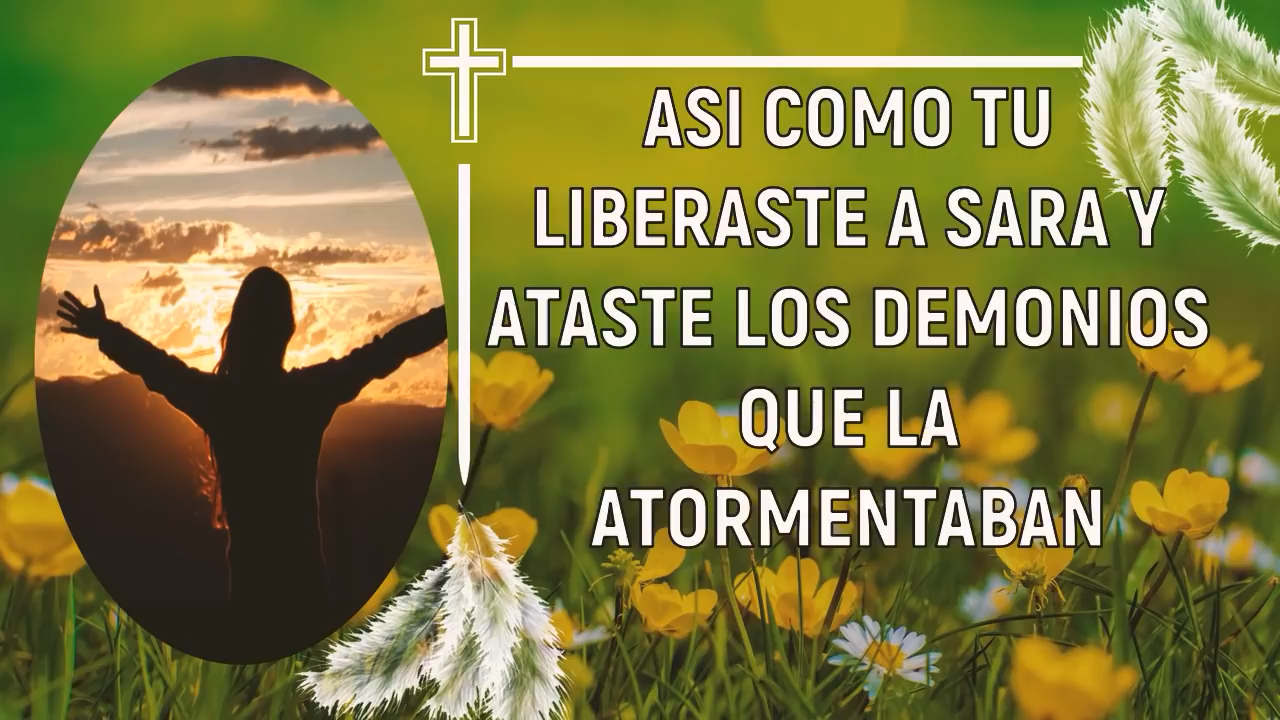 ASI COMO TU
LIBERASTE A SARA Y
ATASTE LOS DEMONIOS
QUE LA
ATORMENTABAN